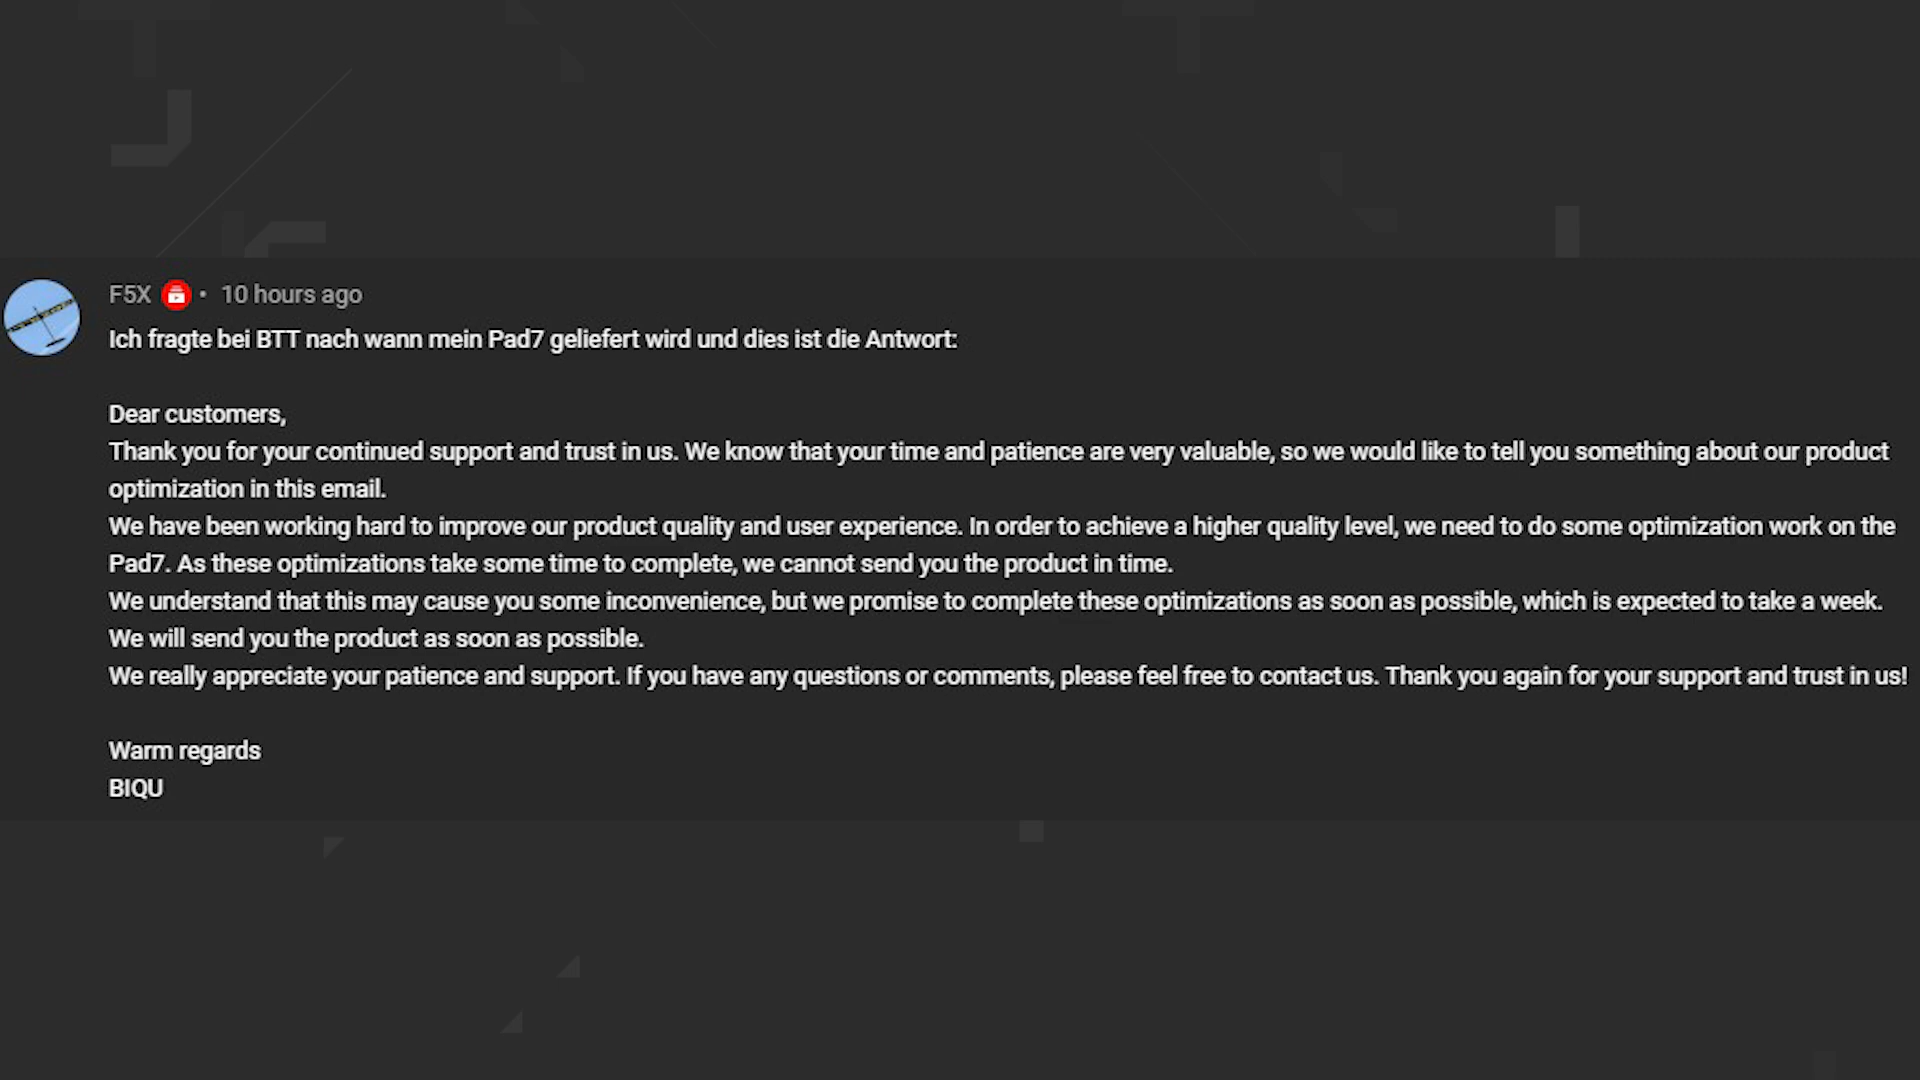 F5X • 10 hours ago
Ich fragte bei BTT nach wann mein Pad7 geliefert wird und dies ist die Antwort:
Dear customers,
Thank you for your continued support and trust in us. We know that your time and patience are very valuable, so we would like to tell you something about our product
optimization in this email.
We have been working hard to improve our product quality and user experience. In order to achieve a higher quality level, we need to do some optimization work on the
Pad7. As these optimizations take some time to complete, we cannot send you the product in time.
We understand that this may cause you some inconvenience, but we promise to complete these optimizations as soon as possible, which is expected to take a week.
We will send you the product as soon as possible.
We really appreciate your patience and support. If you have any questions or comments, please feel free to contact us. Thank you again for your support and trust in us!
Warm regards
BIQU